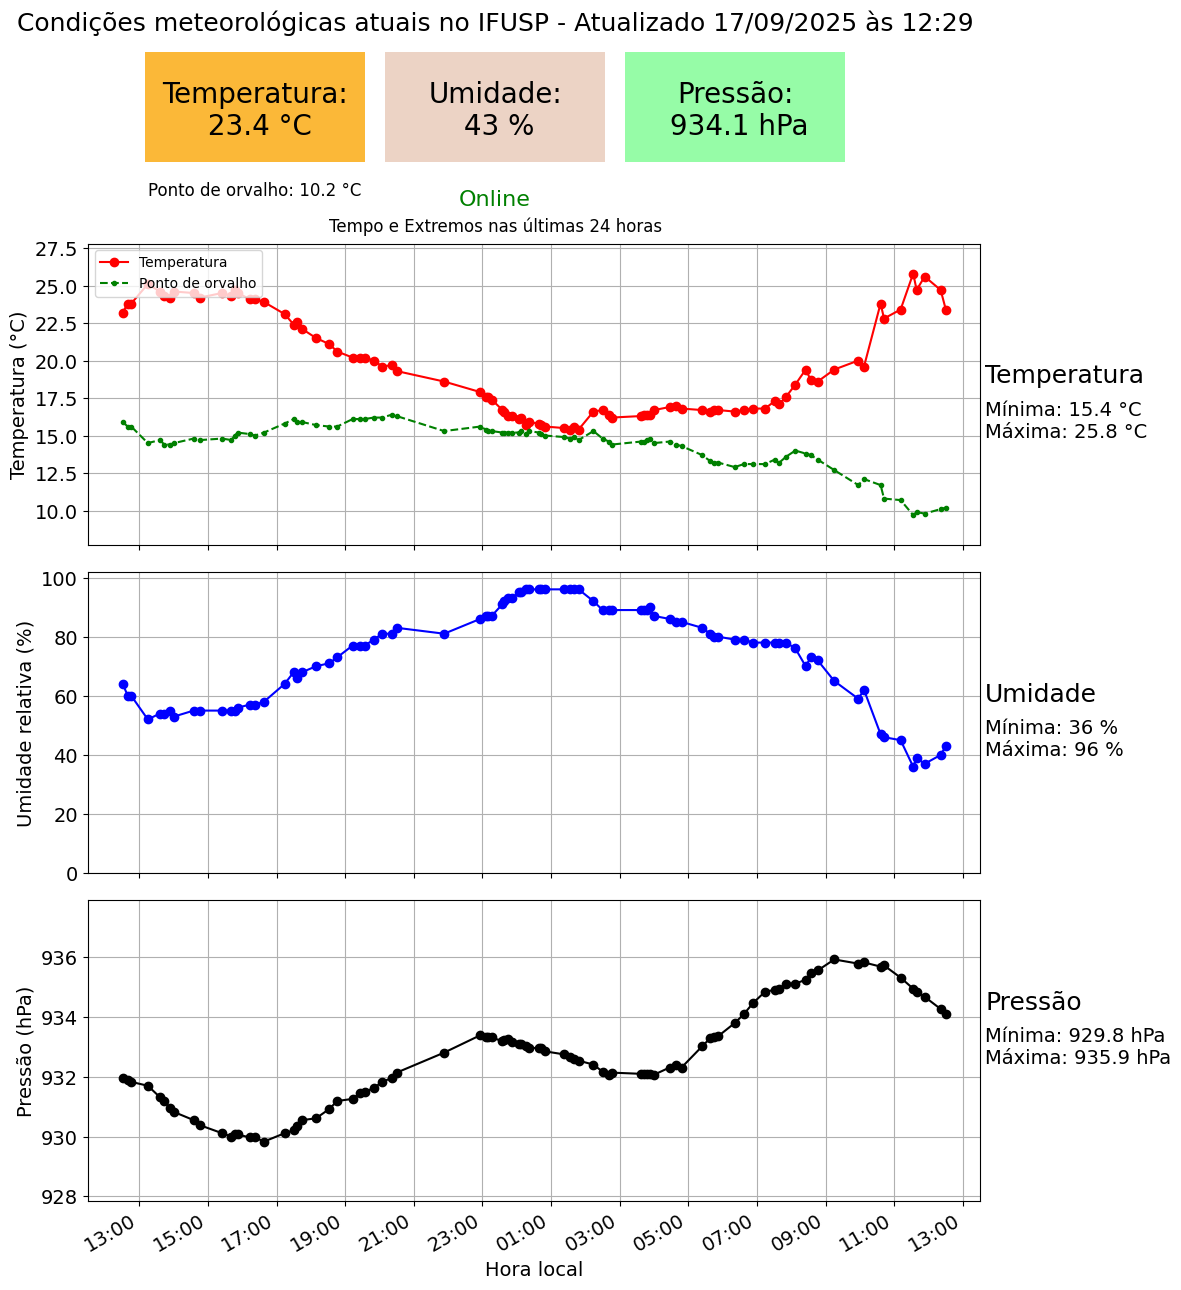 Condições meteorológicas atuais no IFUSP - Atualizado 17/09/2025 às 12:29
Temperatura:
23.4 °C
Umidade:
43 %
Pressão:
934.1 hPa
Ponto de orvalho: 10.2 °C
Online
Tempo e Extremos nas últimas 24 horas
Temperatura
Ponto de orvalho
Temperatura (°C)
27.5
25.0
22.5
20.0
17.5
15.0
12.5
10.0
Temperatura
Mínima: 15.4 °C
Máxima: 25.8 °C
Umidade relativa (%)
100
80
60
40
20
0
Umidade
Mínima: 36 %
Máxima: 96 %
Pressão (hPa)
936
934
932
930
928
Pressão
Mínima: 929.8 hPa
Máxima: 935.9 hPa
13:00 15:00 17:00 19:00 21:00 23:00 01:00 03:00 05:00 07:00 09:00 11:00 13:00
Hora local